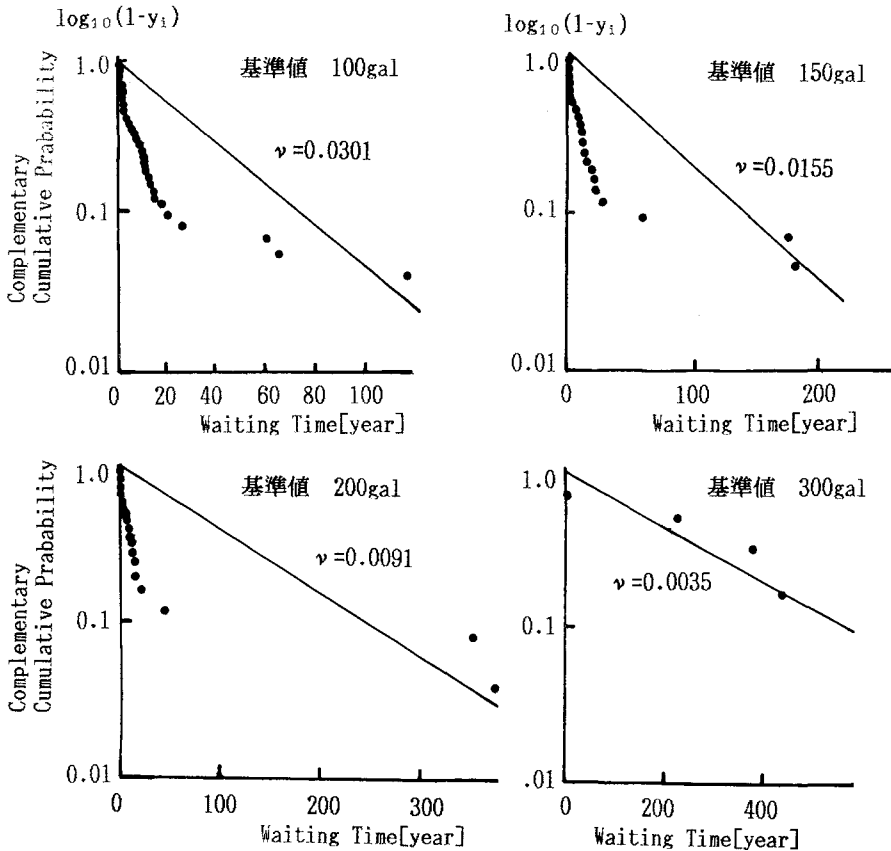 log₁₀(1-yᵢ)
Complementary
Cumulative Prabability
1.0
0.1
0.01
基準値 100gal
ν=0.0301
0 20 40 60 80 100
Waiting Time[year]
log₁₀(1-yᵢ)
1.0
0.1
0.01
基準値 150gal
ν=0.0155
0 100 200
Waiting Time[year]
Complementary
Cumulative Prabability
1.0
0.1
0.01
基準値 200gal
ν=0.0091
0 100 200 300
Waiting Time[year]
1.0
0.1
.01
基準値 300gal
ν=0.0035
0 200 400
Waiting Time[year]